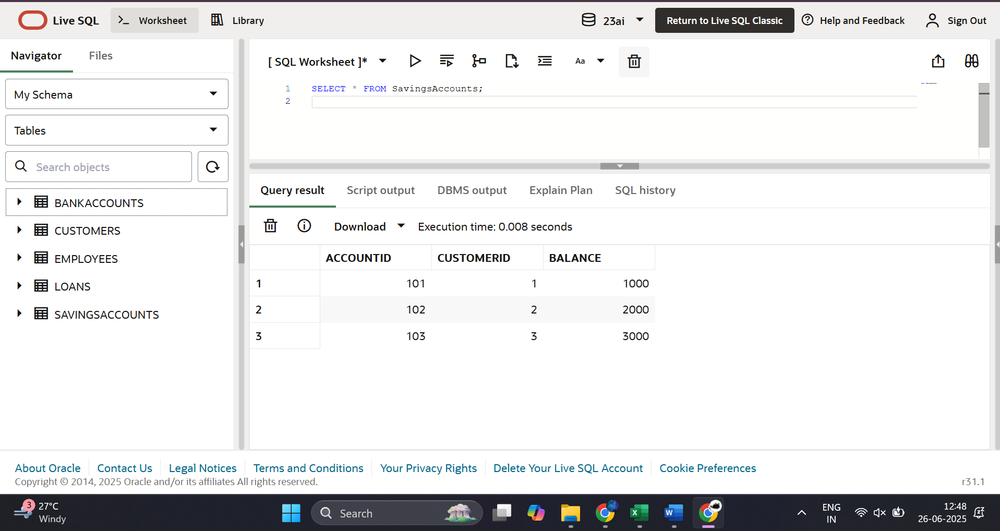 Live SQL
Worksheet
Library
23ai
Return to Live SQL Classic
Help and Feedback
Sign Out
Navigator
Files
My Schema
Tables
Search objects
BANKACCOUNTS
CUSTOMERS
EMPLOYEES
LOANS
SAVINGSACCOUNTS
[ SQL Worksheet ]*
Aa
1 SELECT * FROM SavingsAccounts;
2
Query result Script output DBMS output Explain Plan SQL history
Download Execution time: 0.008 seconds
ACCOUNTID CUSTOMERID BALANCE
1 101 1 1000
2 102 2 2000
3 103 3 3000
About Oracle Contact Us Legal Notices Terms and Conditions Your Privacy Rights Delete Your Live SQL Account Cookie Preferences
Copyright © 2014, 2025 Oracle and/or its affiliates All rights reserved.
r31.1
3
27°C
Windy
Search
X
W
ENG
IN
12:48
26-06-2025